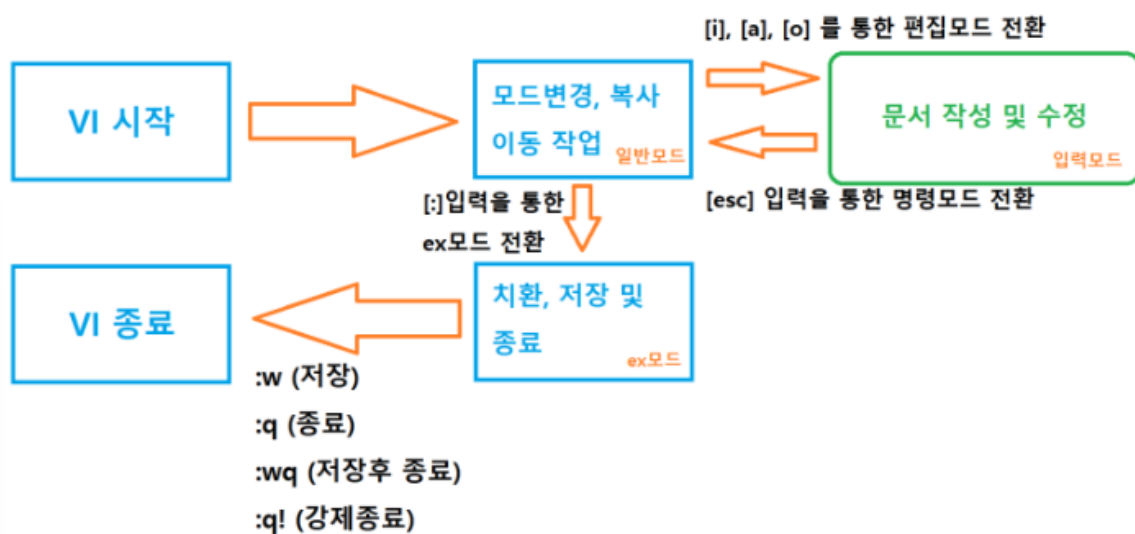 [i], [a], [o] 를 통한 편집모드 전환
VI 시작
모드변경, 복사
이동 작업
일반모드
문서 작성 및 수정
입력모드
[esc] 입력을 통한 명령모드 전환
[:]입력을 통한
ex모드 전환
VI 종료
치환, 저장 및
종료
ex모드
:w (저장)
:q (종료)
:wq (저장후 종료)
:q! (강제종료)